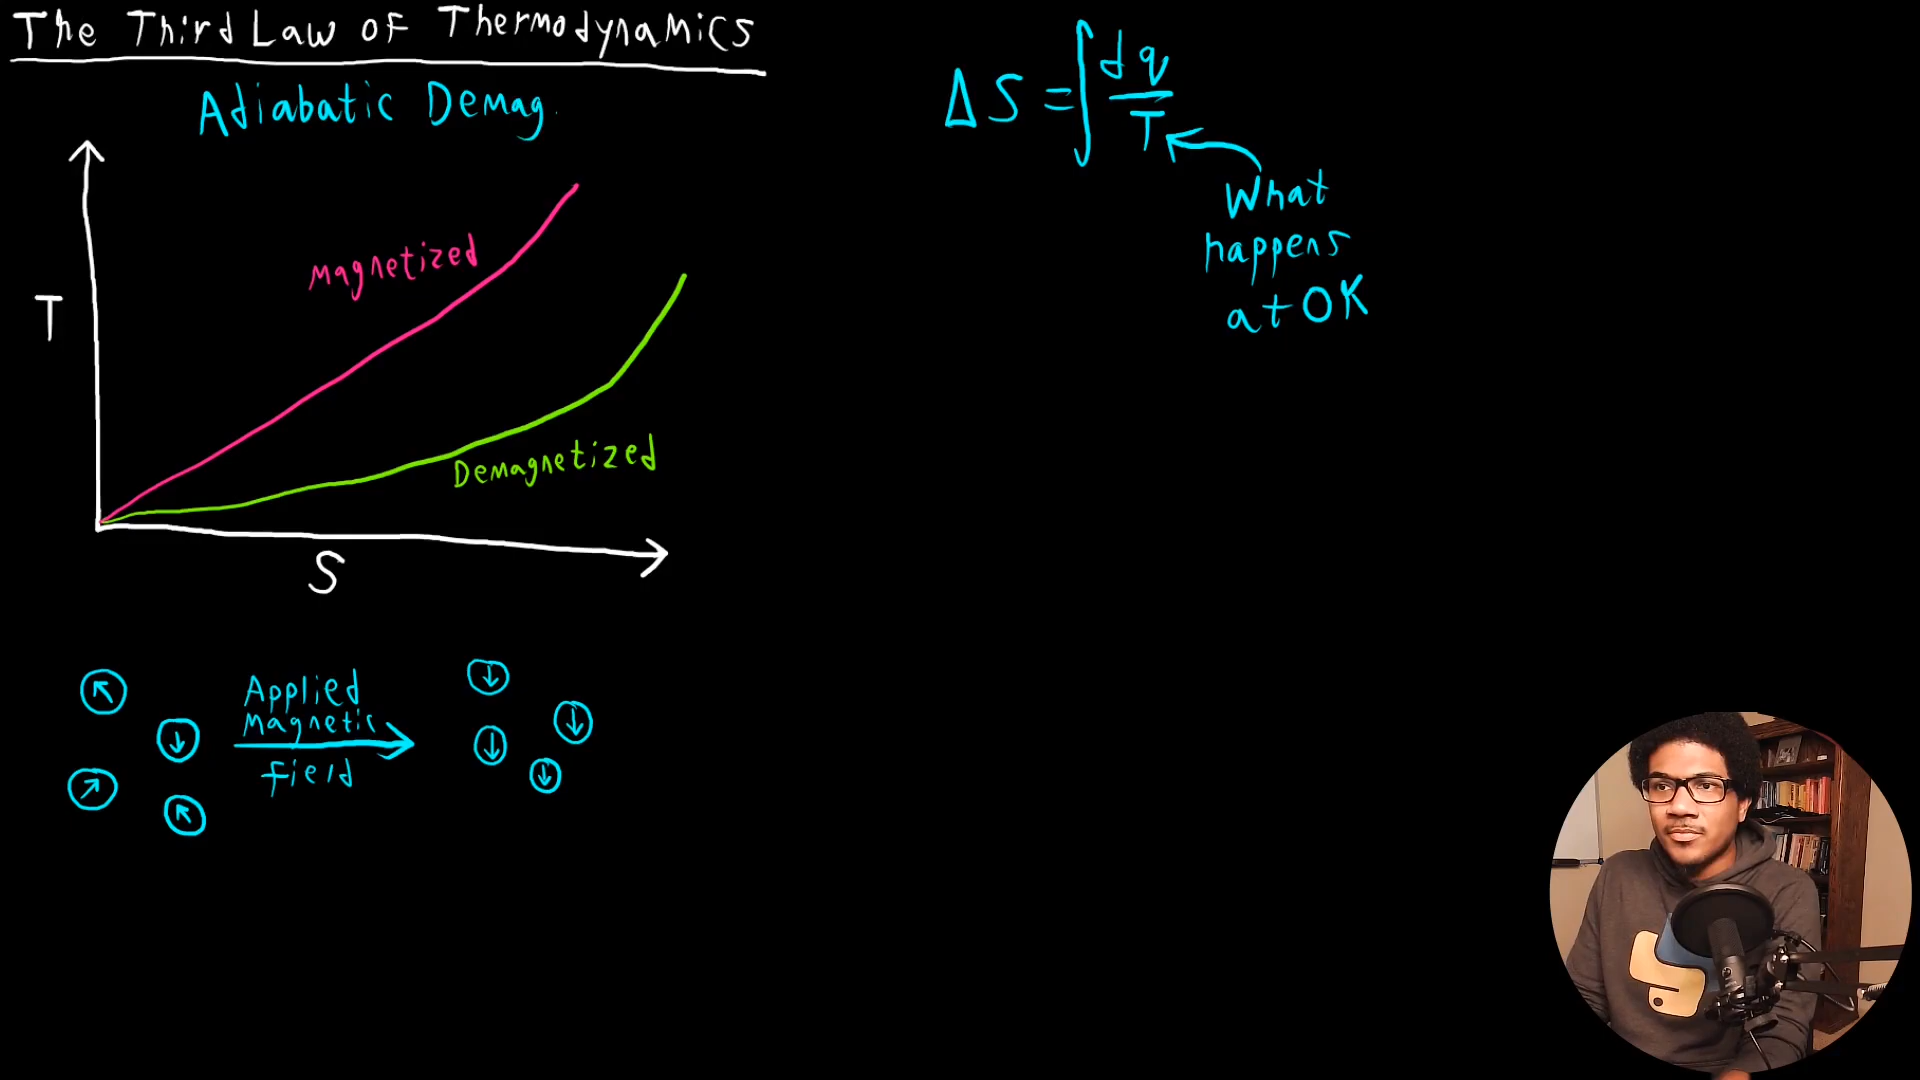 The Third Law of Thermodynamics
Adiabatic Demag.
T
Magnetized
Demagnetized
S
Applied
Magnetic
field
ΔS = ∫ dq / T
What
happens
at 0K